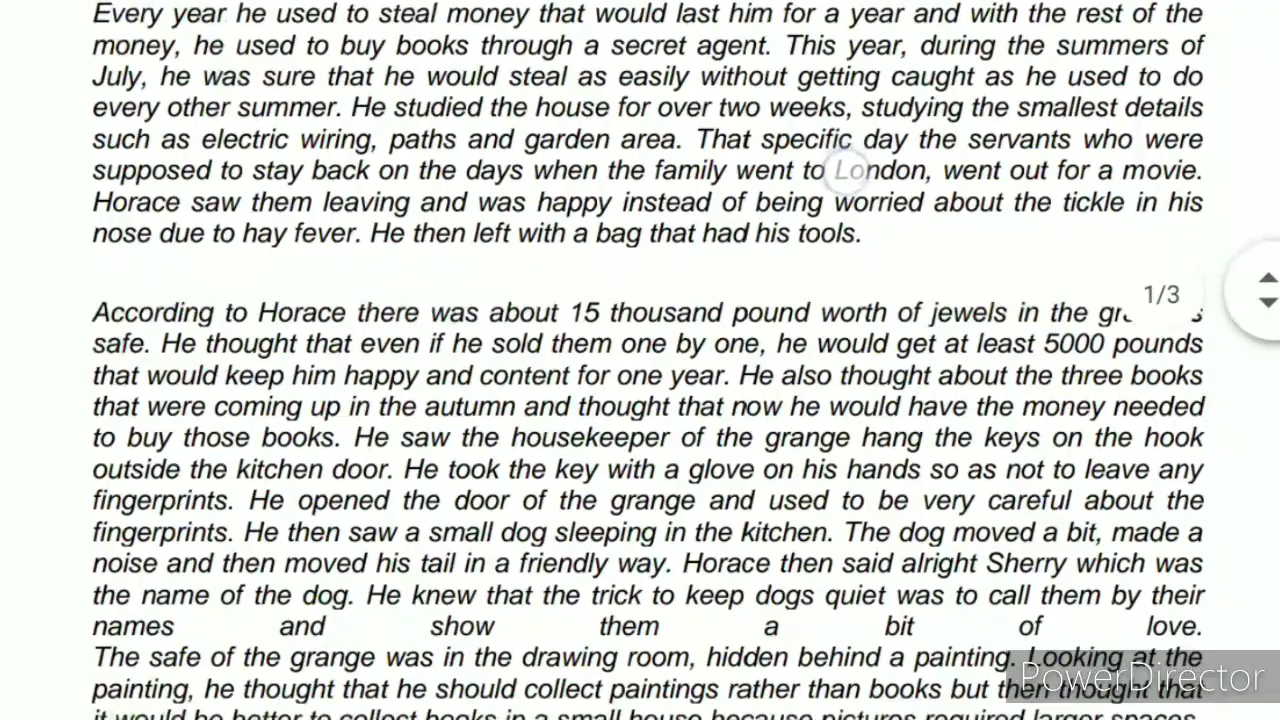 Every year he used to steal money that would last him for a year and with the rest of the
money, he used to buy books through a secret agent. This year, during the summers of
July, he was sure that he would steal as easily without getting caught as he used to do
every other summer. He studied the house for over two weeks, studying the smallest details
such as electric wiring, paths and garden area. That specific day the servants who were
supposed to stay back on the days when the family went to London, went out for a movie.
Horace saw them leaving and was happy instead of being worried about the tickle in his
nose due to hay fever. He then left with a bag that had his tools.
1/3
According to Horace there was about 15 thousand pound worth of jewels in the
safe. He thought that even if he sold them one by one, he would get at least 5000 pounds
that would keep him happy and content for one year. He also thought about the three books
that were coming up in the autumn and thought that now he would have the money needed
to buy those books. He saw the housekeeper of the grange hang the keys on the hook
outside the kitchen door. He took the key with a glove on his hands so as not to leave any
fingerprints. He opened the door of the grange and used to be very careful about the
fingerprints. He then saw a small dog sleeping in the kitchen. The dog moved a bit, made a
noise and then moved his tail in a friendly way. Horace then said alright Sherry which was
the name of the dog. He knew that the trick to keep dogs quiet was to call them by their
names and show them a bit of love.
The safe of the grange was in the drawing room, hidden behind a painting. Looking at the
painting, he thought that he should collect paintings rather than books but then thought that
it would be better to collect books in a small house because pictures required larger spaces.
PowerDirector